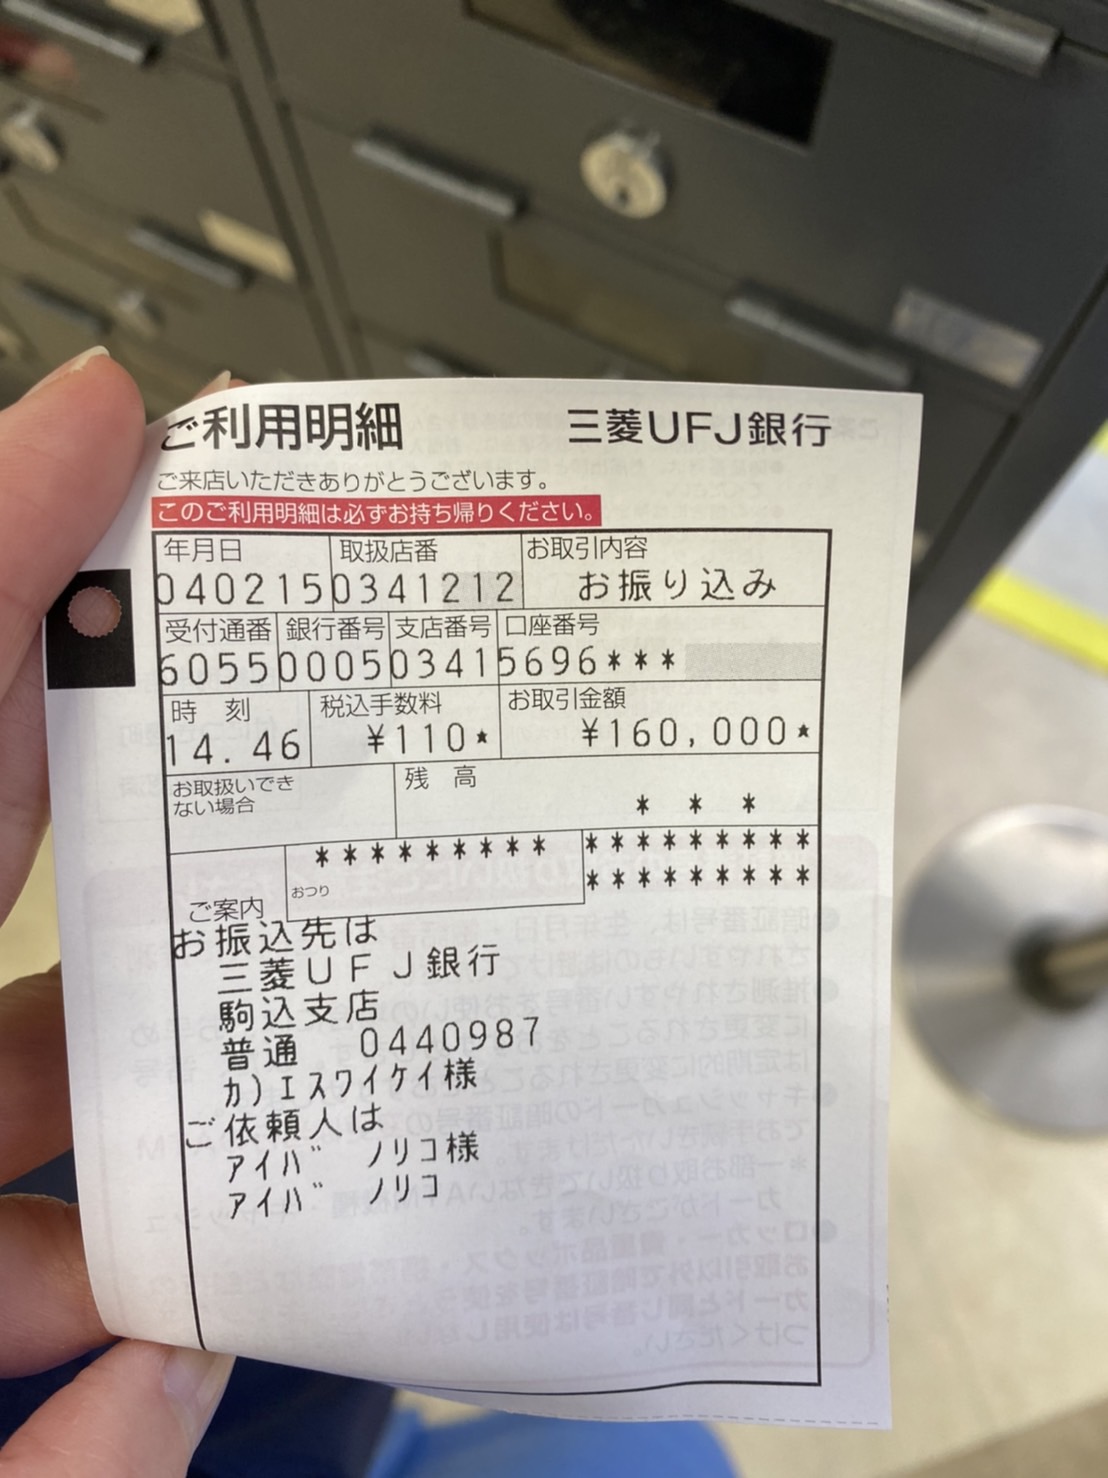 ご利用明細 三菱UFJ銀行
ご来店いただきありがとうございます。
このご利用明細は必ずお持ち帰りください。
年月日 取扱店番 お取引内容
040215 0341212 お振り込み
受付通番 銀行番号 支店番号 口座番号
6055 0005 0341 5696***
時 刻 税込手数料 お取引金額
14.46 ¥110* ¥160,000*
お取扱いでき 残 高
ない場合
* * *
********* *********
おつり *********
ご案内
お振込先は
三菱UFJ銀行
駒込支店
普通 0440987
カ)エスワイケイ様
ご依頼人は
アイバ ノリコ様
アイバ ノリコ